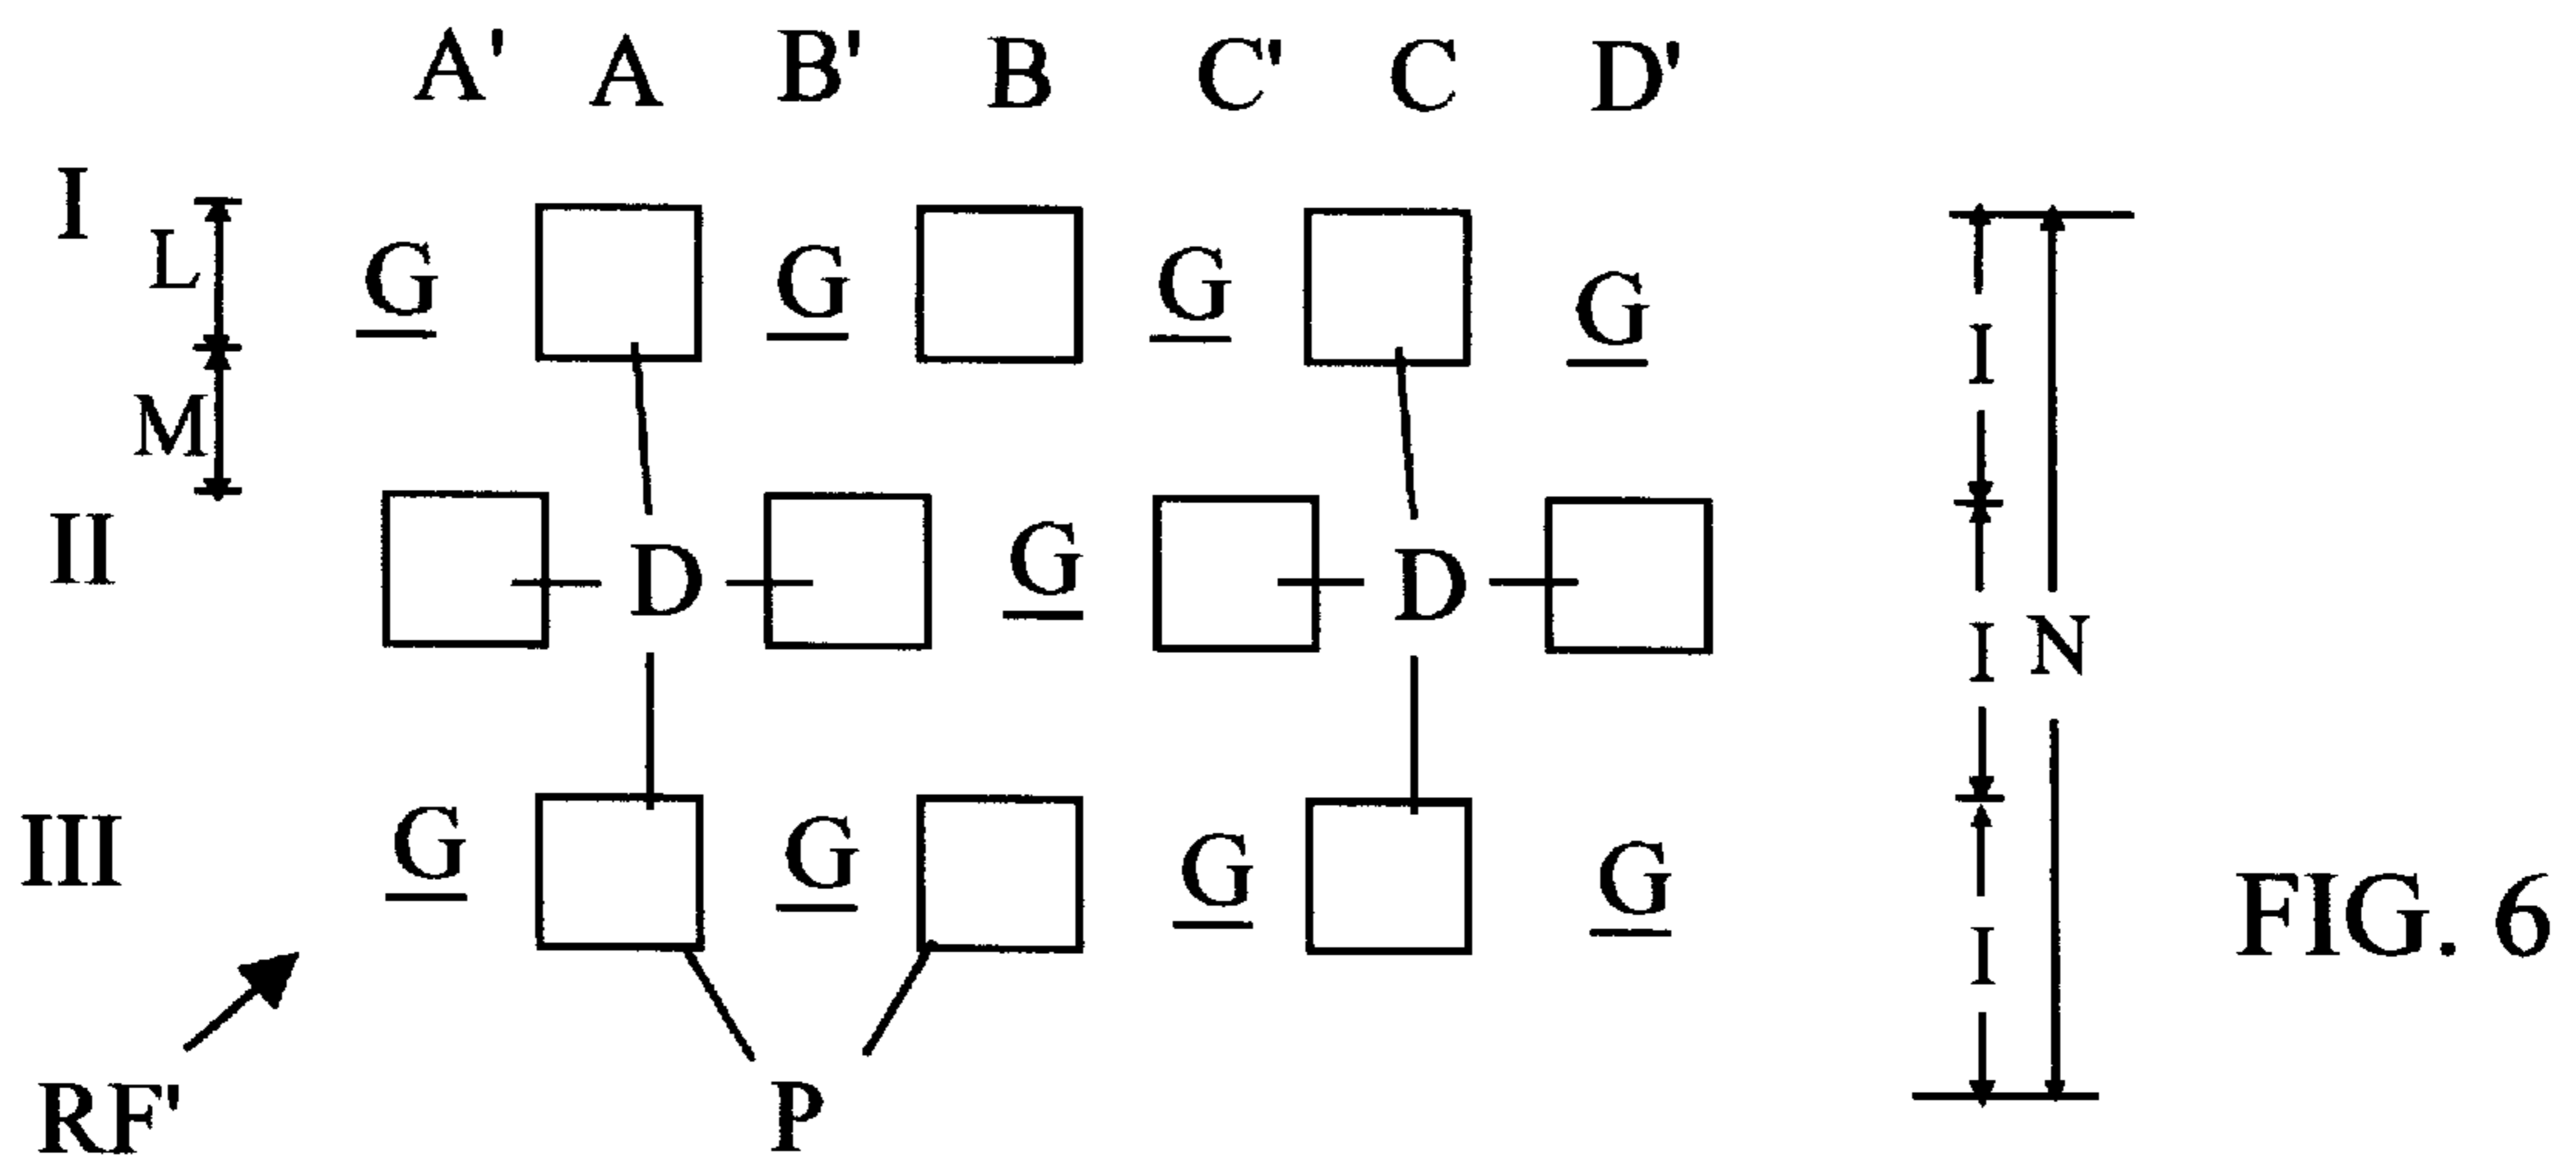 A' A B' B C' C D'
I
L
G G G G
I
M
II
G
D D
I N
III
G G G G
I
FIG. 6
RF' P